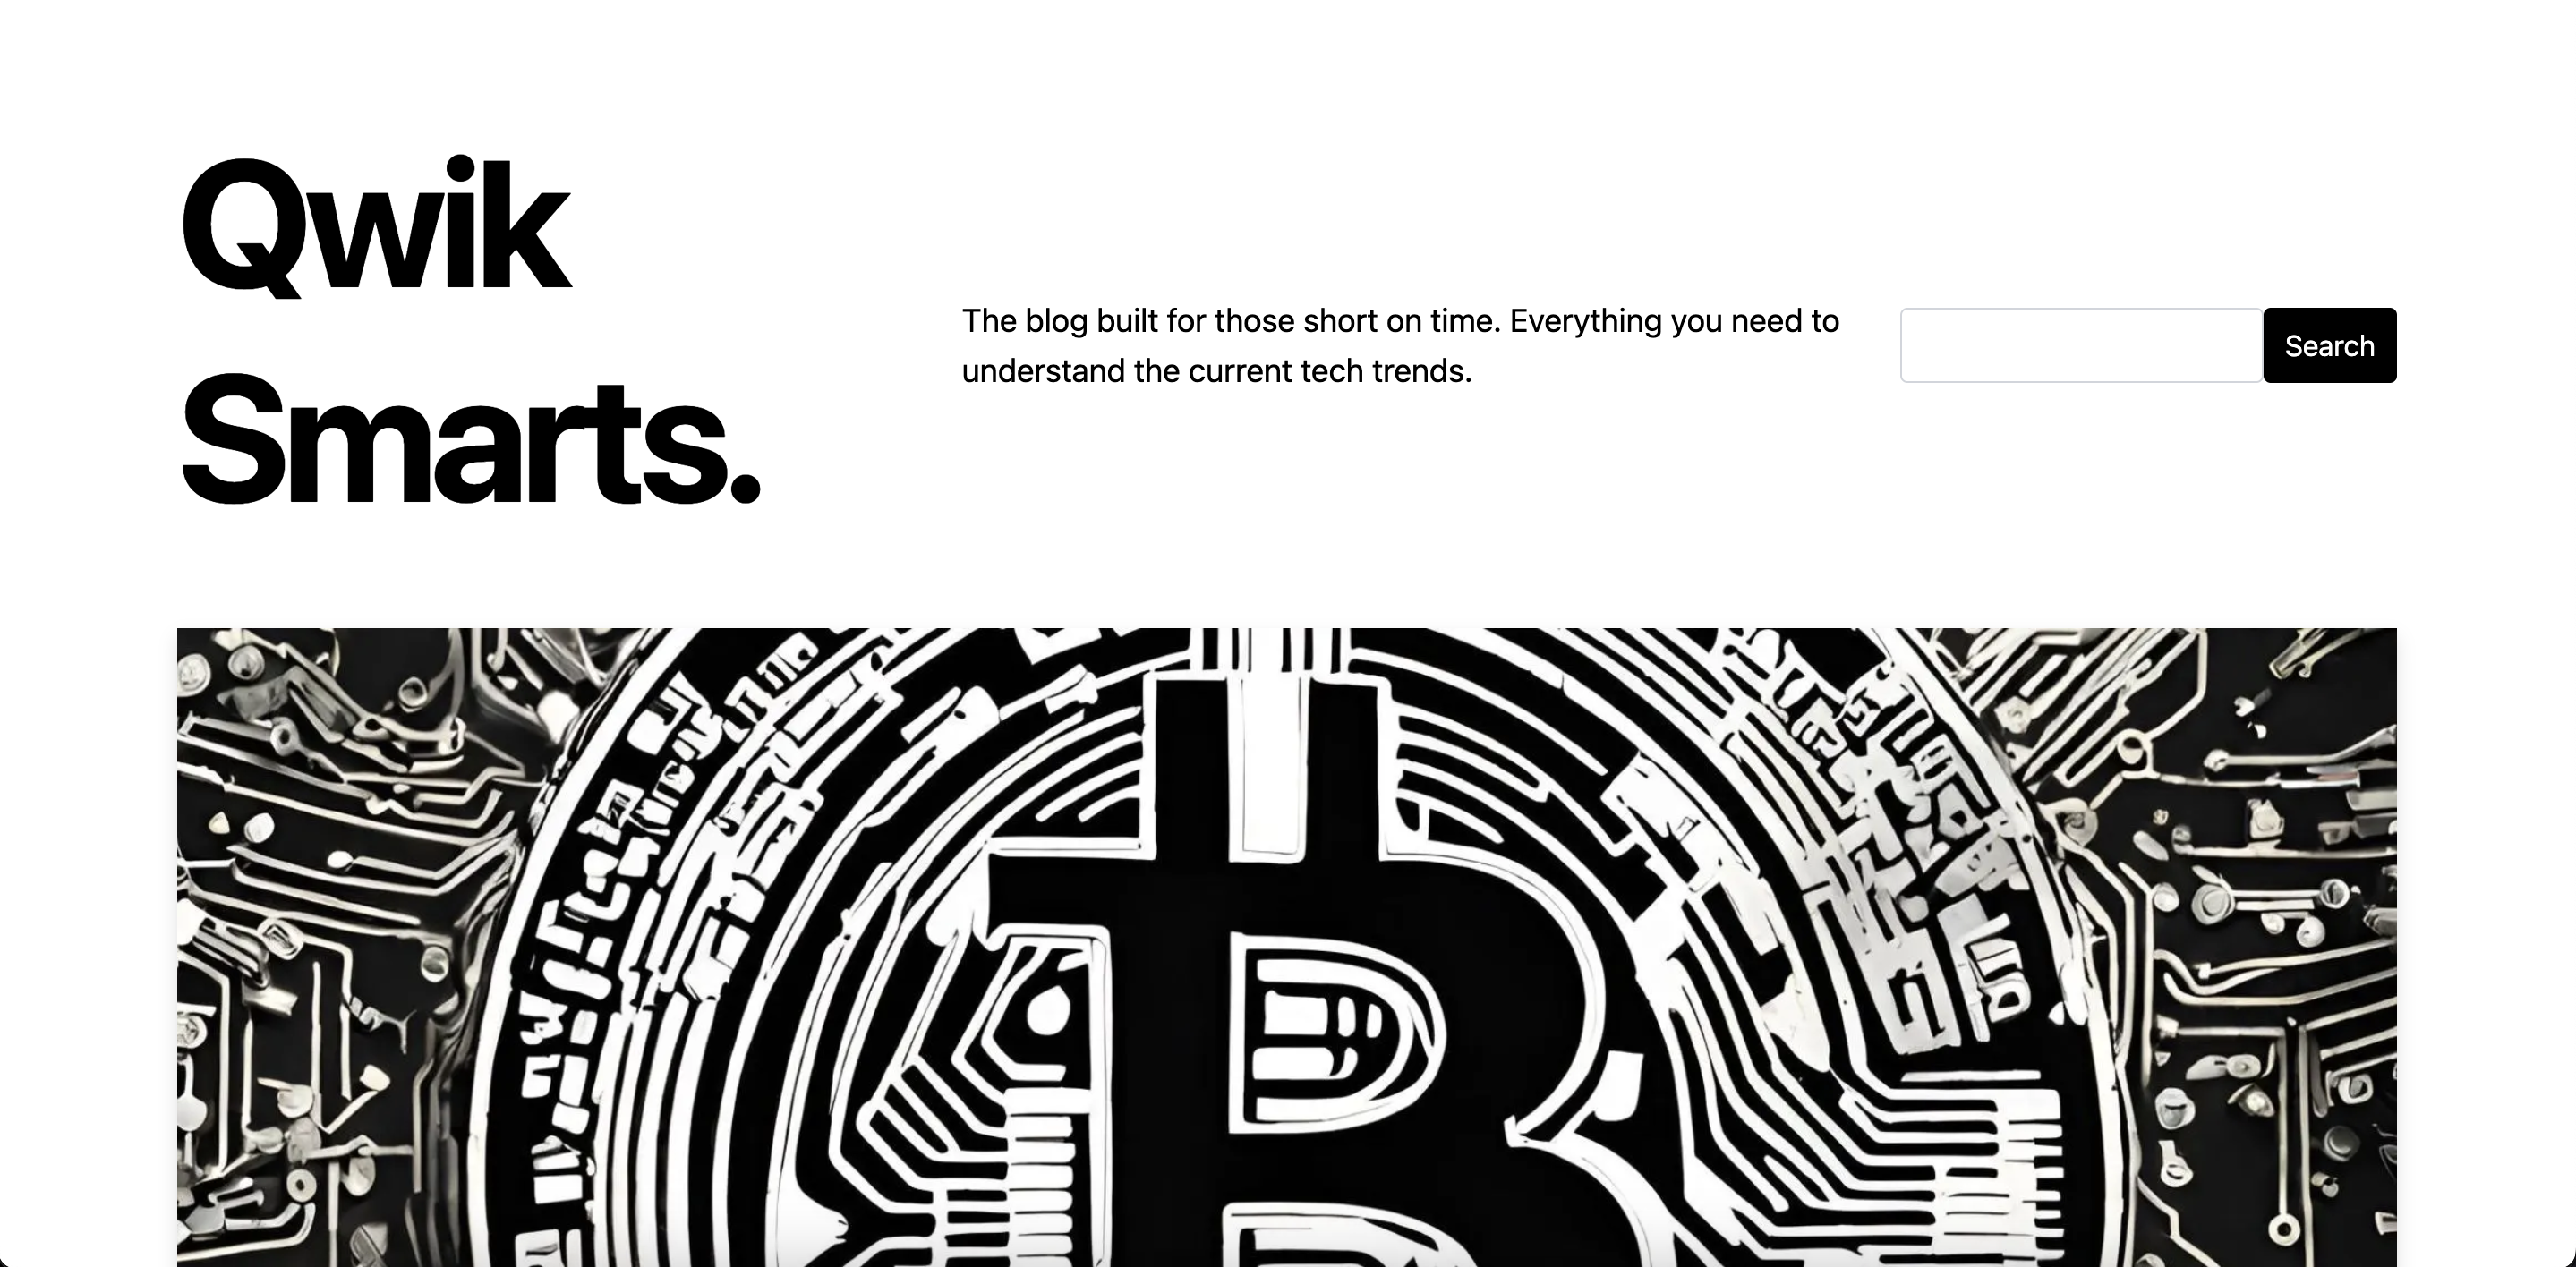 Qwik
Smarts.
The blog built for those short on time. Everything you need to
understand the current tech trends.
Search